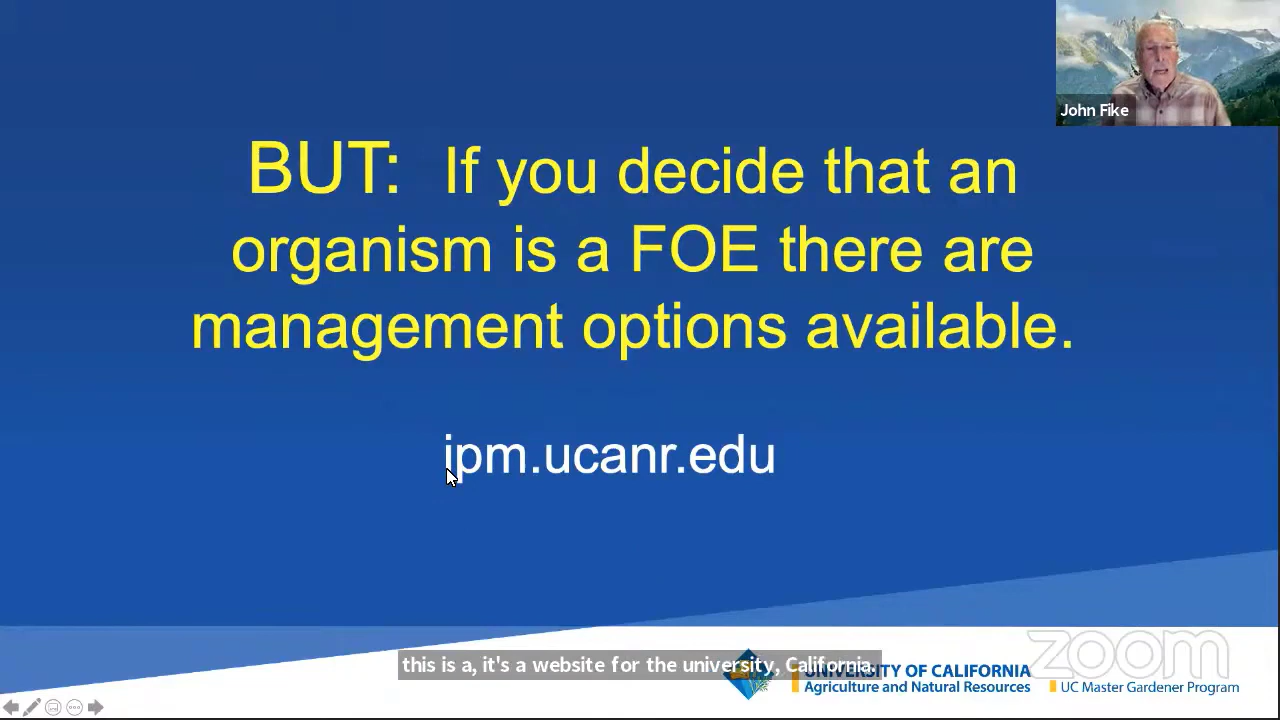 John Fike
BUT: If you decide that an
organism is a FOE there are
management options available.
ipm.ucanr.edu
zoom
this is a, it's a website for the university, California.
UNIVERSITY OF CALIFORNIA
Agriculture and Natural Resources
UC Master Gardener Program